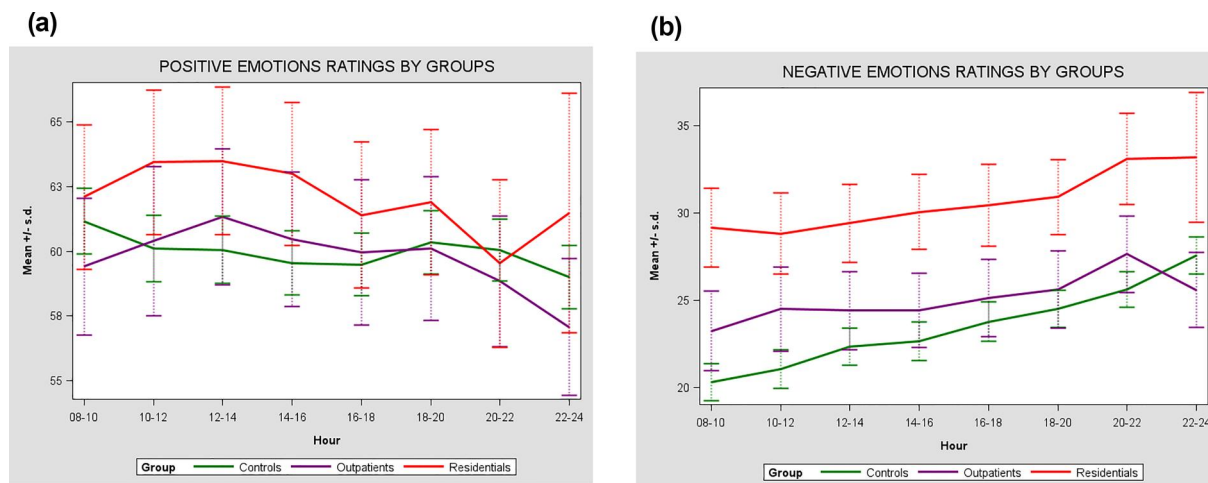 (a)
POSITIVE EMOTIONS RATINGS BY GROUPS
Mean +/- s.d.
65
63
60
58
55
08-10 10-12 12-14 14-16 16-18 18-20 20-22 22-24
Hour
Group Controls Outpatients Residentials
(b)
NEGATIVE EMOTIONS RATINGS BY GROUPS
Mean +/- s.d.
35
30
25
20
08-10 10-12 12-14 14-16 16-18 18-20 20-22 22-24
Hour
Group Controls Outpatients Residentials